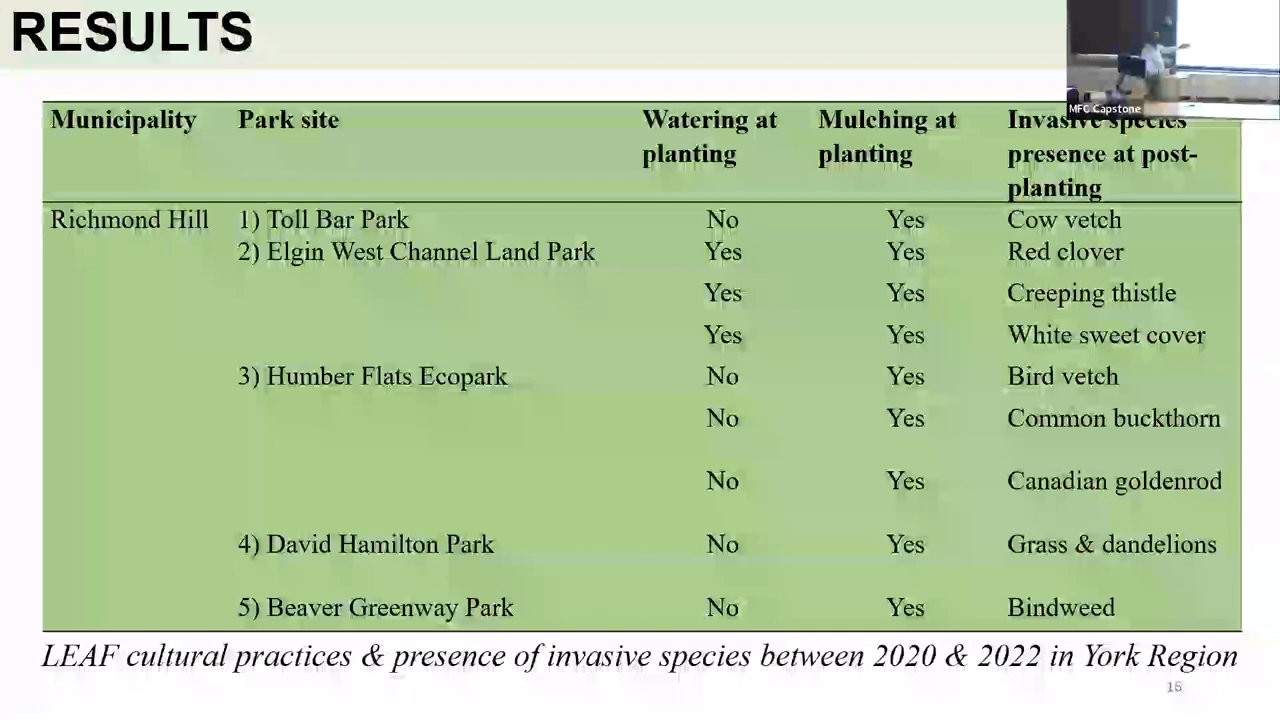 RESULTS
MFC Capstone
Municipality Park site Watering at planting Mulching at planting Invasive species presence at post-planting
Richmond Hill 1) Toll Bar Park No Yes Cow vetch
2) Elgin West Channel Land Park Yes Yes Red clover
Yes Yes Creeping thistle
Yes Yes White sweet cover
3) Humber Flats Ecopark No Yes Bird vetch
No Yes Common buckthorn
No Yes Canadian goldenrod
4) David Hamilton Park No Yes Grass & dandelions
5) Beaver Greenway Park No Yes Bindweed
LEAF cultural practices & presence of invasive species between 2020 & 2022 in York Region
16